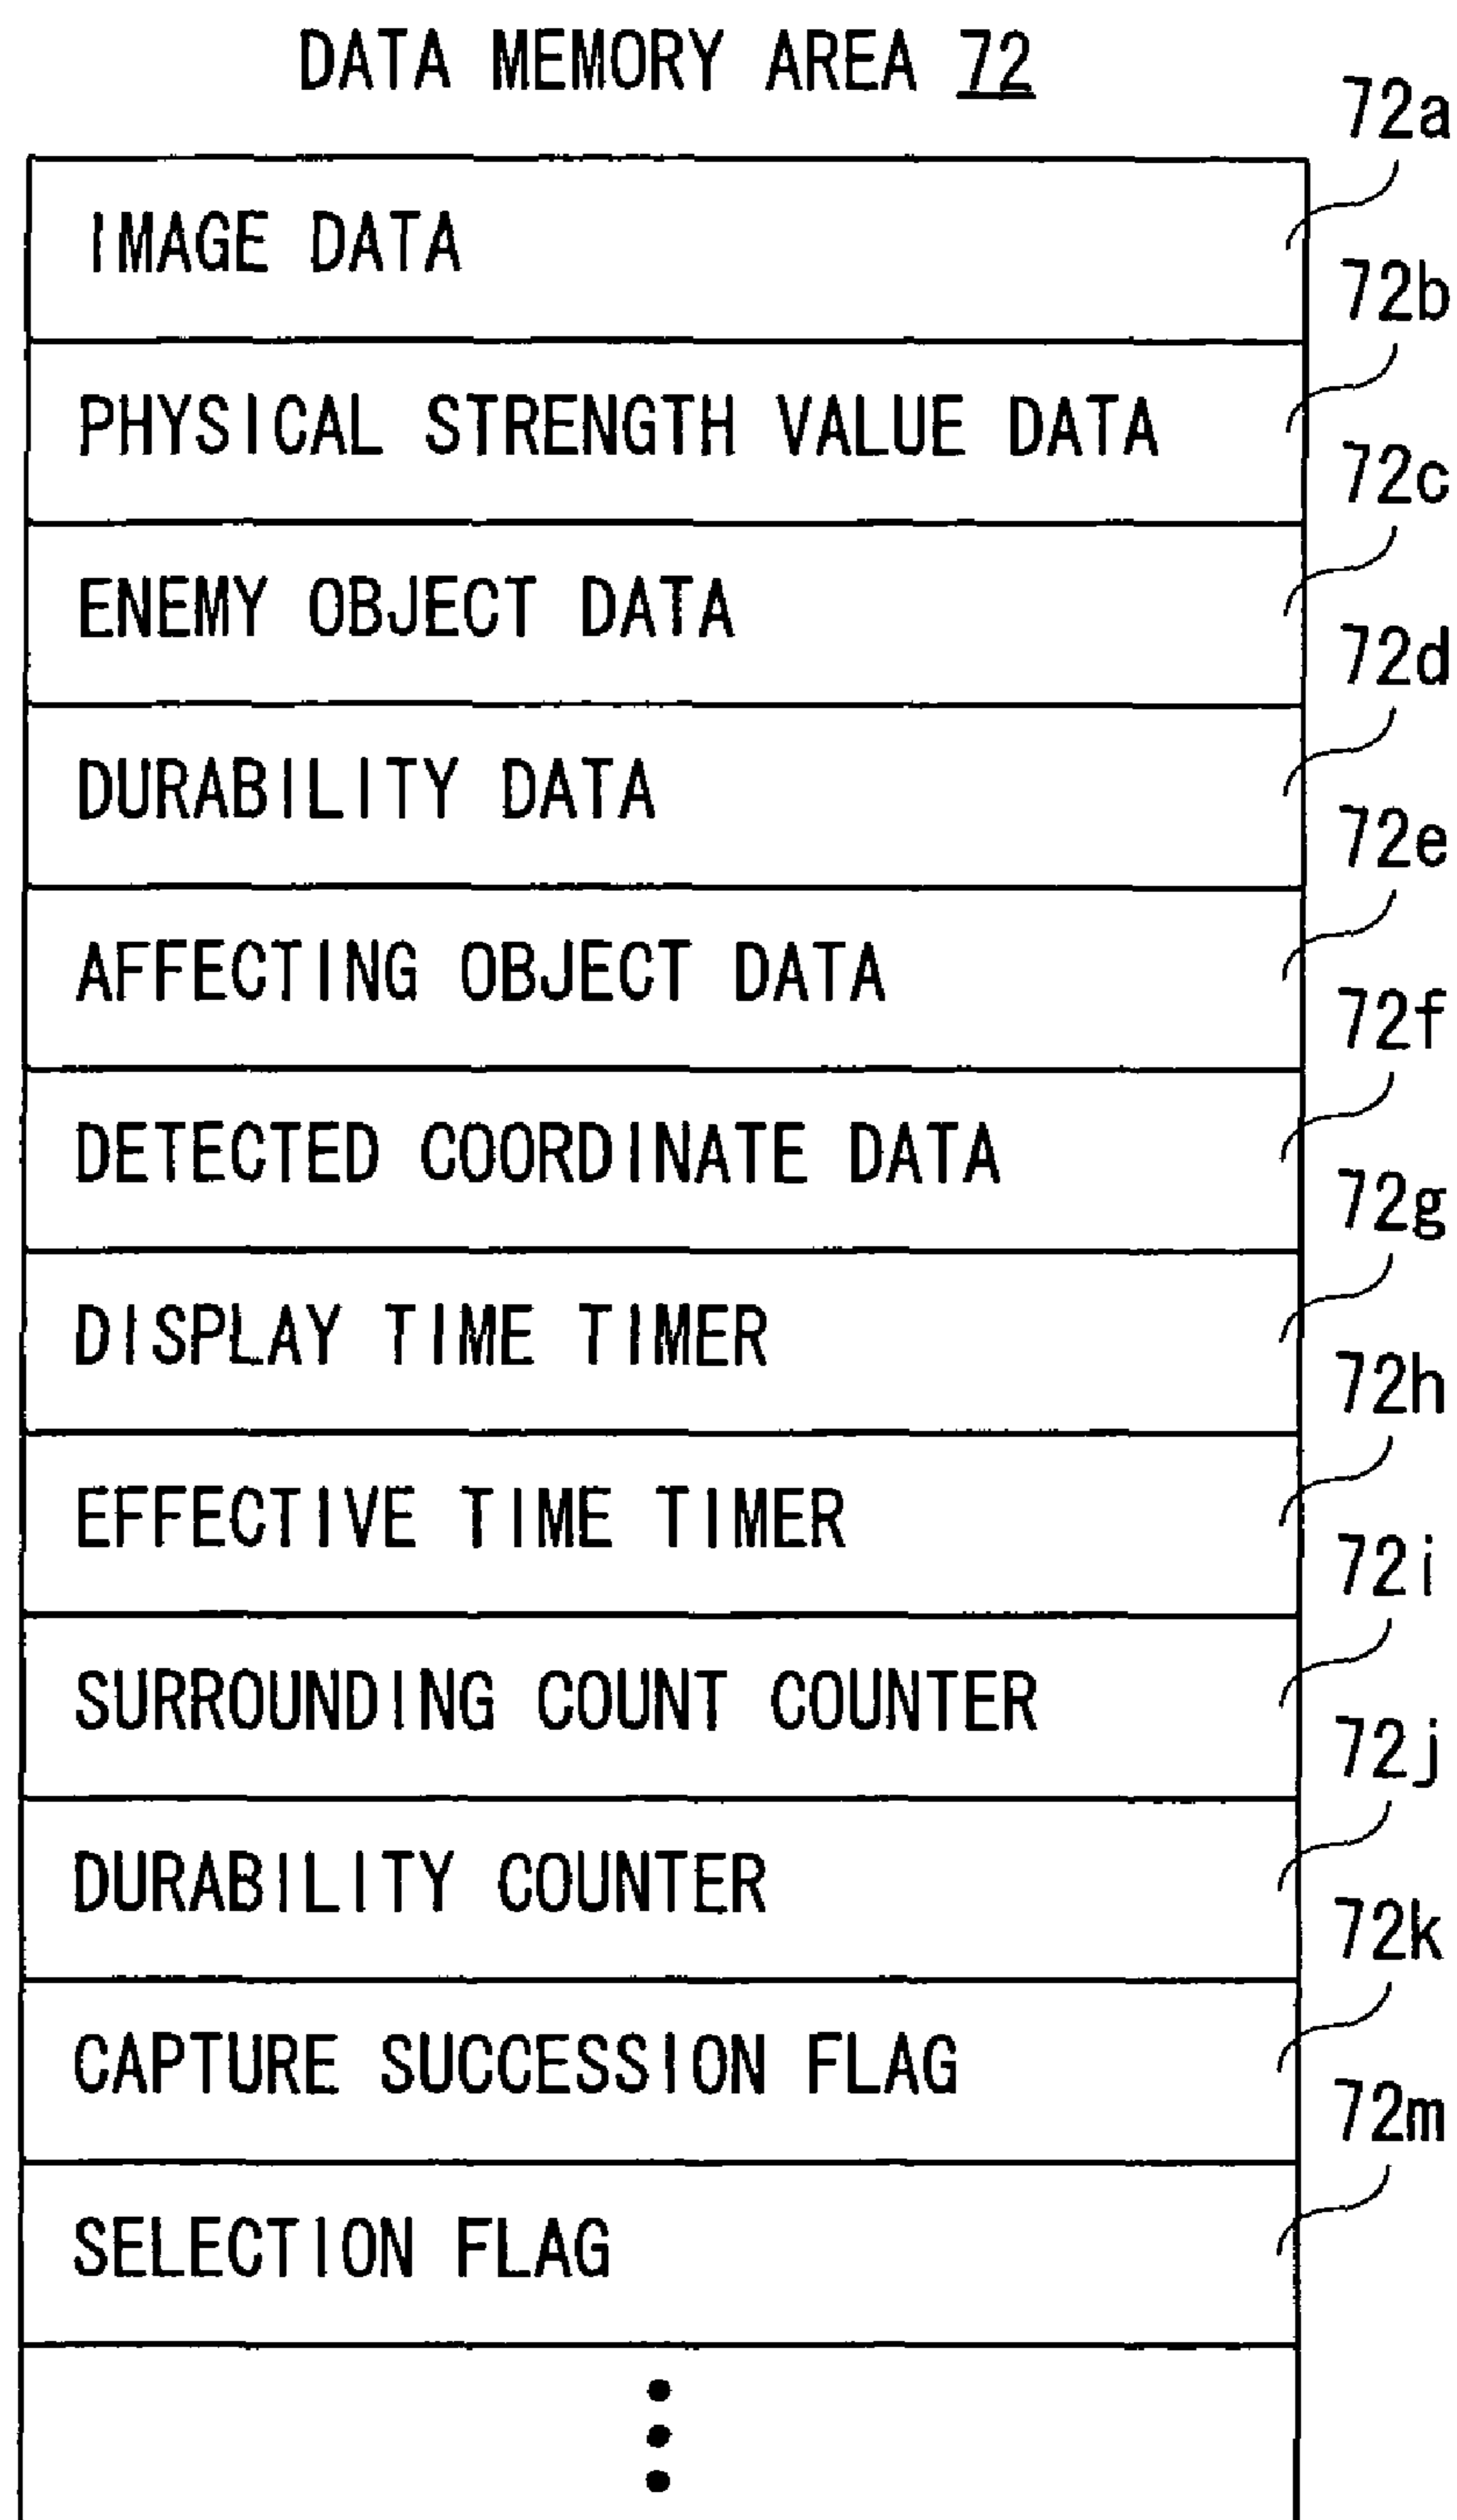 DATA MEMORY AREA 72
72a
IMAGE DATA
72b
PHYSICAL STRENGTH VALUE DATA
72c
ENEMY OBJECT DATA
72d
DURABILITY DATA
72e
AFFECTING OBJECT DATA
72f
DETECTED COORDINATE DATA
72g
DISPLAY TIME TIMER
72h
EFFECTIVE TIME TIMER
72i
SURROUNDING COUNT COUNTER
72j
DURABILITY COUNTER
72k
CAPTURE SUCCESSION FLAG
72m
SELECTION FLAG